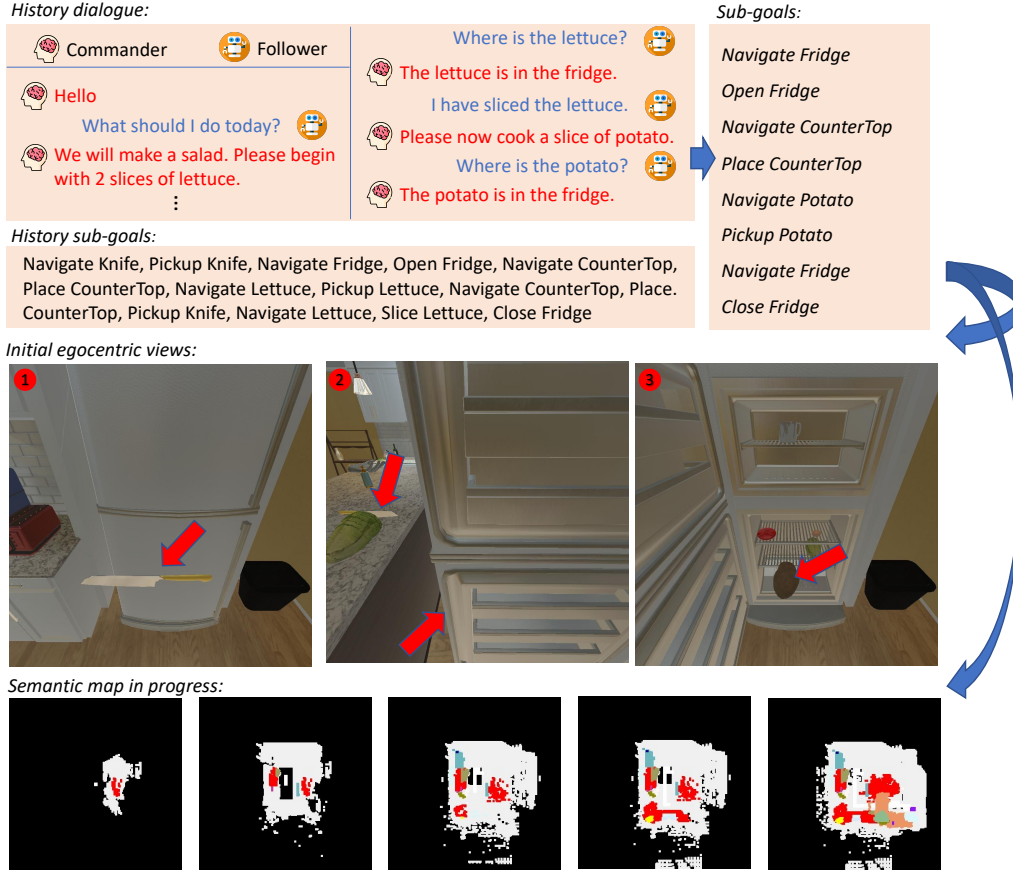 History dialogue:
Commander
Follower
Hello
What should I do today?
We will make a salad. Please begin
with 2 slices of lettuce.
⋮
Where is the lettuce?
The lettuce is in the fridge.
I have sliced the lettuce.
Please now cook a slice of potato.
Where is the potato?
The potato is in the fridge.
Sub-goals:
Navigate Fridge
Open Fridge
Navigate CounterTop
Place CounterTop
Navigate Potato
Pickup Potato
Navigate Fridge
Close Fridge
History sub-goals:
Navigate Knife, Pickup Knife, Navigate Fridge, Open Fridge, Navigate CounterTop,
Place CounterTop, Navigate Lettuce, Pickup Lettuce, Navigate CounterTop, Place.
CounterTop, Pickup Knife, Navigate Lettuce, Slice Lettuce, Close Fridge
Initial egocentric views:
1
2
3
Semantic map in progress: